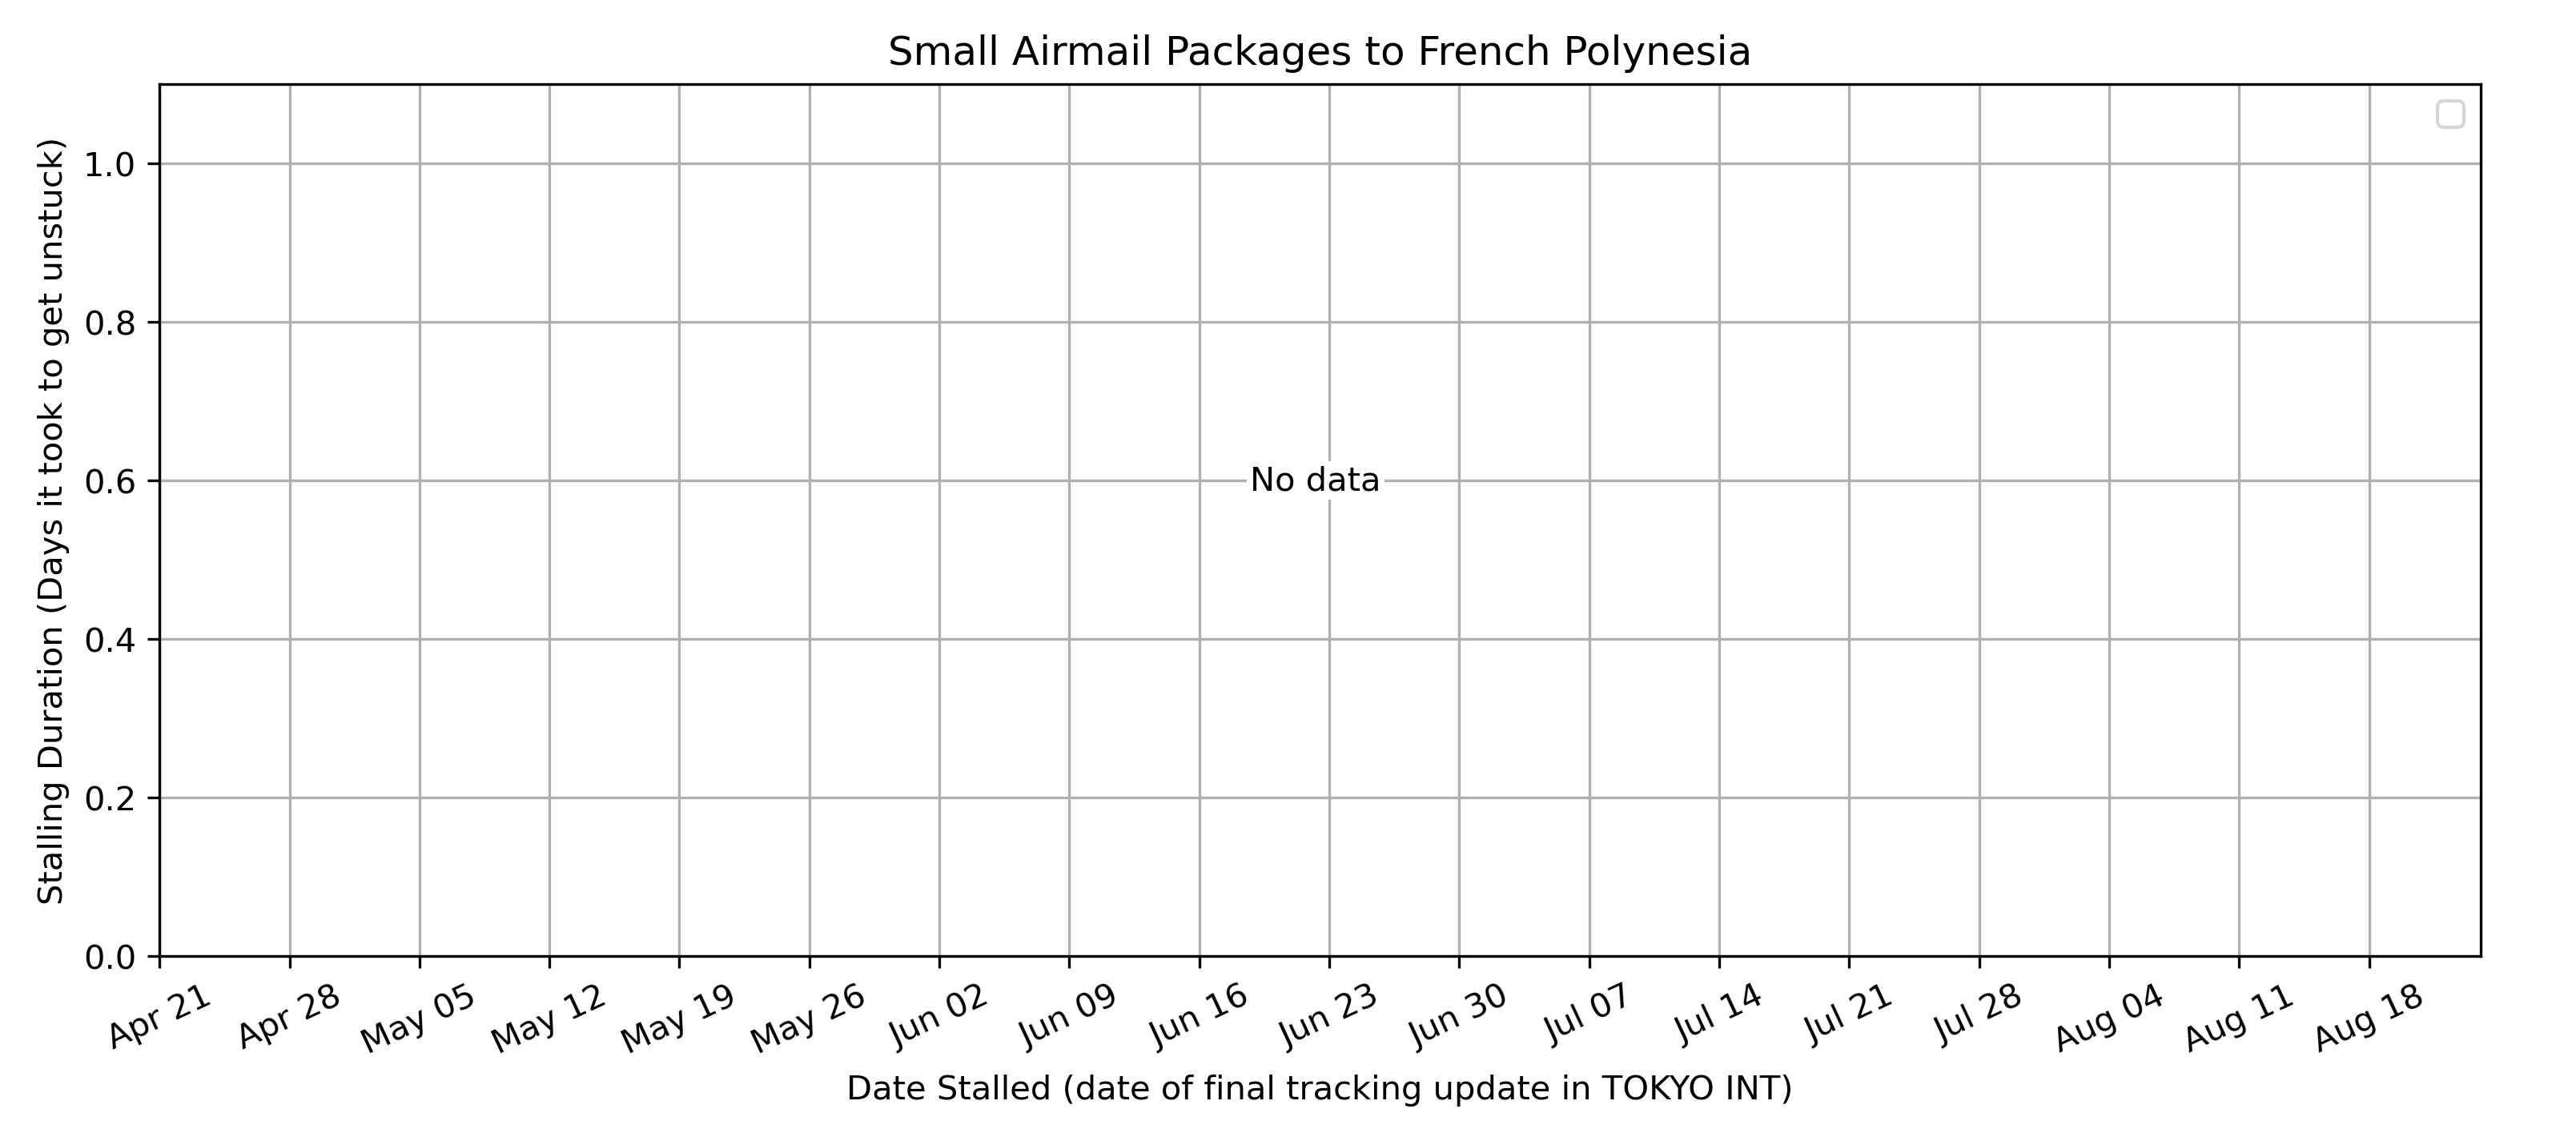 Small Airmail Packages to French Polynesia
Stalling Duration (Days it took to get unstuck)
1.0
0.8
0.6
0.4
0.2
0.0
No data
Apr 21
Apr 28
May 05
May 12
May 19
May 26
Jun 02
Jun 09
Jun 16
Jun 23
Jun 30
Jul 07
Jul 14
Jul 21
Jul 28
Aug 04
Aug 11
Aug 18
Date Stalled (date of final tracking update in TOKYO INT)